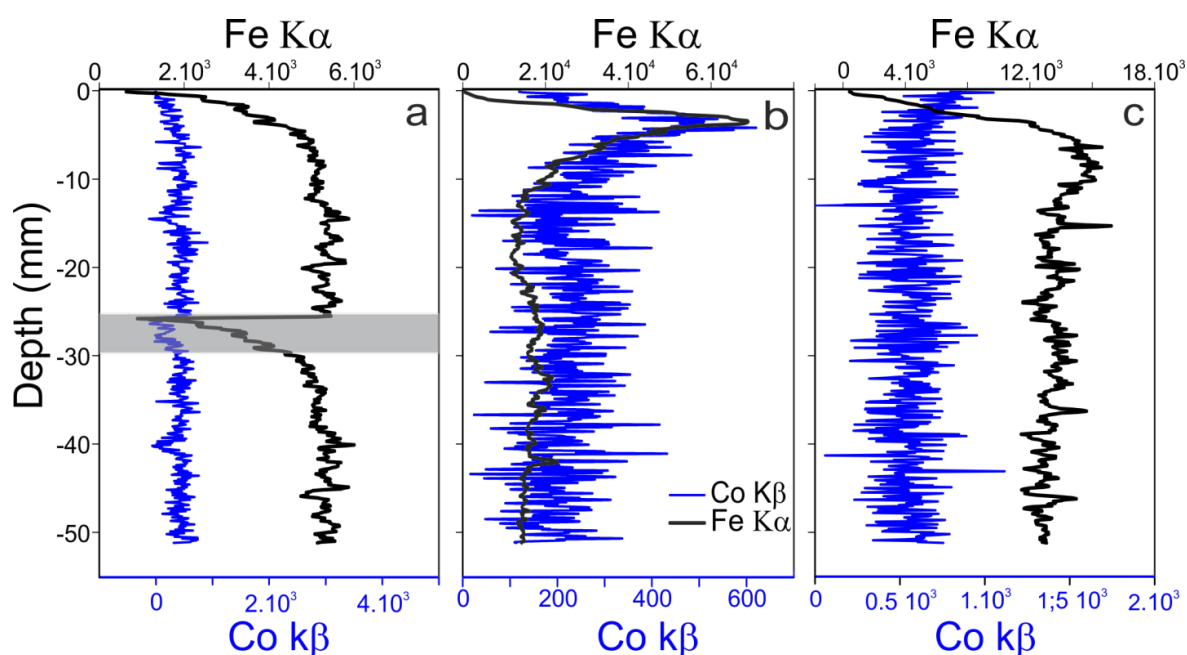 Fe Kα Fe Kα Fe Kα
0 2.10³ 4.10³ 6.10³ 0 2.10⁴ 4.10⁴ 6.10⁴ 0 4.10³ 12.10³ 18.10³
0
a b c
-10
-20
-30
-40
-50
Depth (mm)
Co Kβ
Fe Kα
0 2.10³ 4.10³ 0 200 400 600 0 0.5 10³ 1.10³ 1;5 10³ 2.10³
Co kβ Co kβ Co kβ